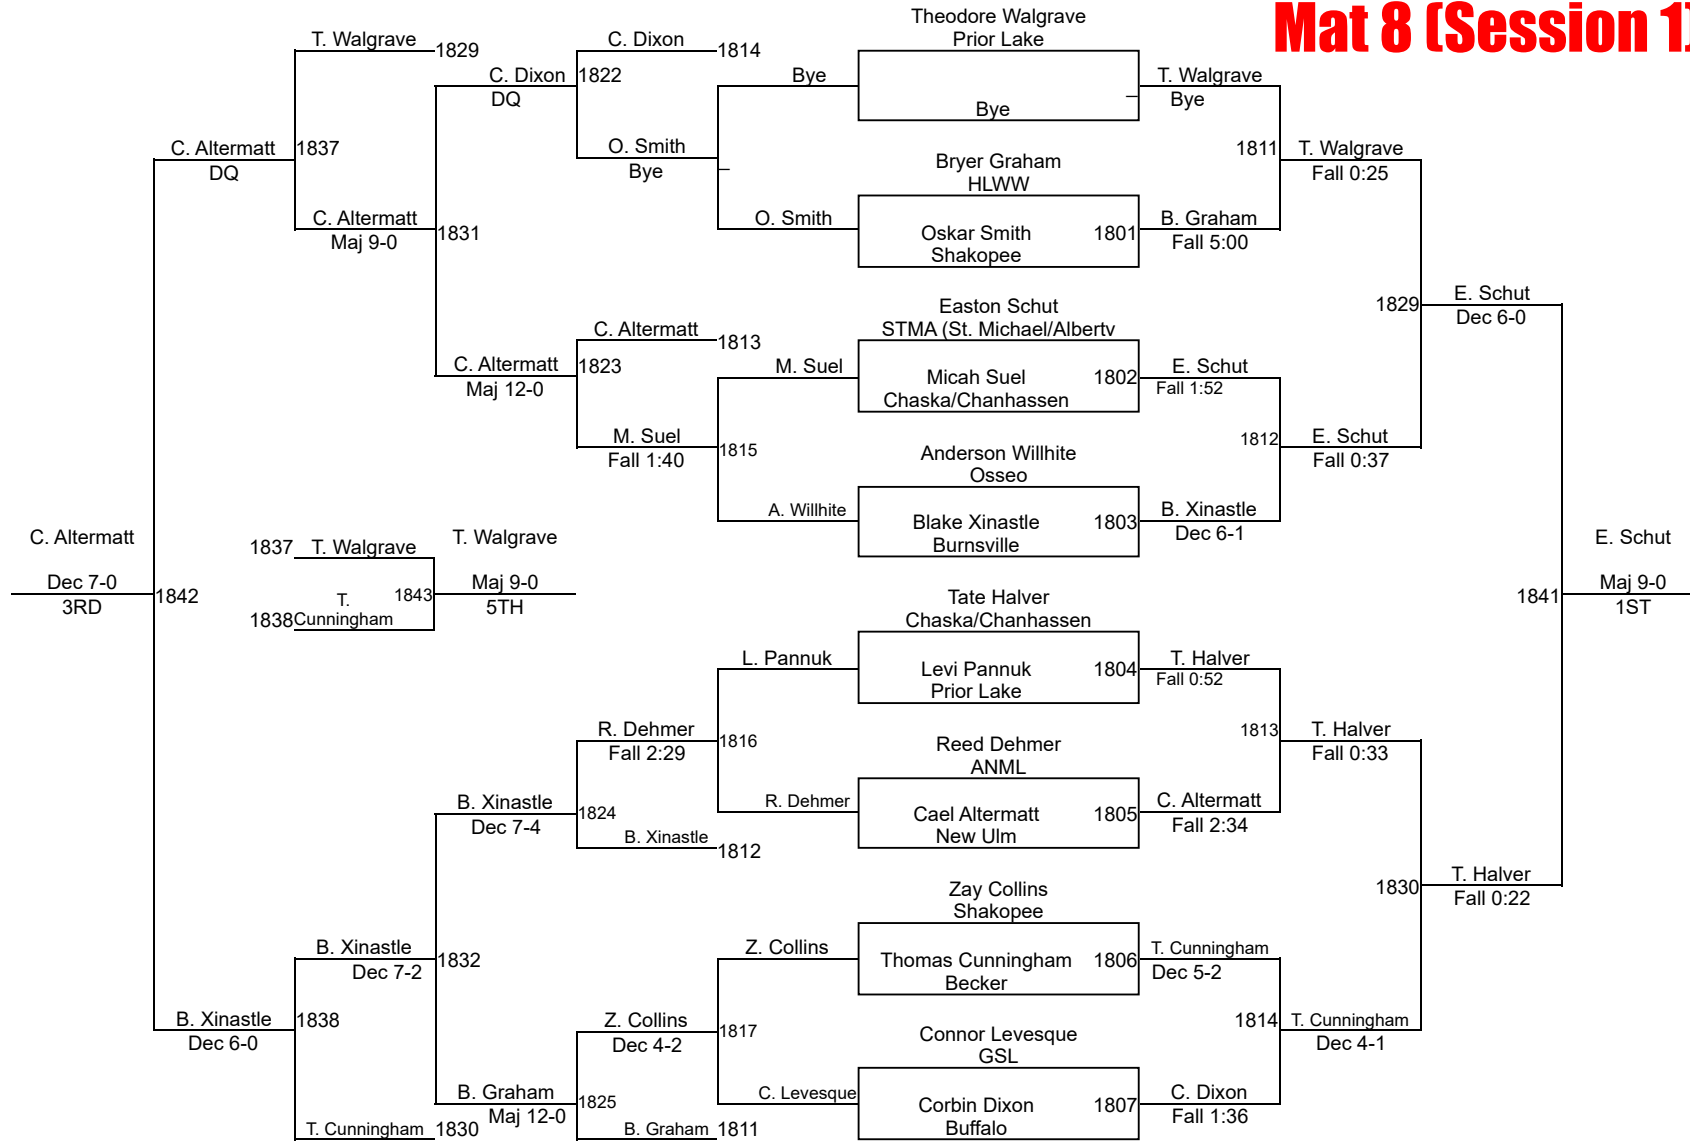 Mat 8 (Session 1)
Theodore Walgrave
Prior Lake
T. Walgrave
1829
C. Dixon
1814
C. Dixon
1822
DQ
Bye
Bye
T. Walgrave
Bye
O. Smith
Bye
C. Altermatt
DQ
1837
Bryer Graham
HLWW
1811
T. Walgrave
Fall 0:25
C. Altermatt
Maj 9-0
1831
O. Smith
Oskar Smith
Shakopee
1801
B. Graham
Fall 5:00
Easton Schut
STMA (St. Michael/Albertv
1829
E. Schut
Dec 6-0
C. Altermatt
1813
C. Altermatt
Maj 12-0
1823
M. Suel
Micah Suel
Chaska/Chanhassen
1802
E. Schut
Fall 1:52
M. Suel
Fall 1:40
1815
Anderson Willhite
Osseo
1812
E. Schut
Fall 0:37
A. Willhite
Blake Xinastle
Burnsville
1803
B. Xinastle
Dec 6-1
C. Altermatt
Dec 7-0
3RD
1842
1837
T. Walgrave
T.
1838
Cunningham
1843
T. Walgrave
Maj 9-0
5TH
E. Schut
1841
Maj 9-0
1ST
Tate Halver
Chaska/Chanhassen
L. Pannuk
Levi Pannuk
Prior Lake
1804
T. Halver
Fall 0:52
R. Dehmer
Fall 2:29
1816
Reed Dehmer
ANML
1813
T. Halver
Fall 0:33
B. Xinastle
Dec 7-4
1824
R. Dehmer
Cael Altermatt
New Ulm
1805
C. Altermatt
Fall 2:34
B. Xinastle
1812
Zay Collins
Shakopee
1830
T. Halver
Fall 0:22
B. Xinastle
Dec 7-2
1832
Z. Collins
Thomas Cunningham
Becker
1806
T. Cunningham
Dec 5-2
B. Xinastle
Dec 6-0
1838
Z. Collins
Dec 4-2
1817
Connor Levesque
GSL
1814
T. Cunningham
Dec 4-1
B. Graham
Maj 12-0
1825
C. Levesque
Corbin Dixon
Buffalo
1807
C. Dixon
Fall 1:36
T. Cunningham
1830
B. Graham
1811